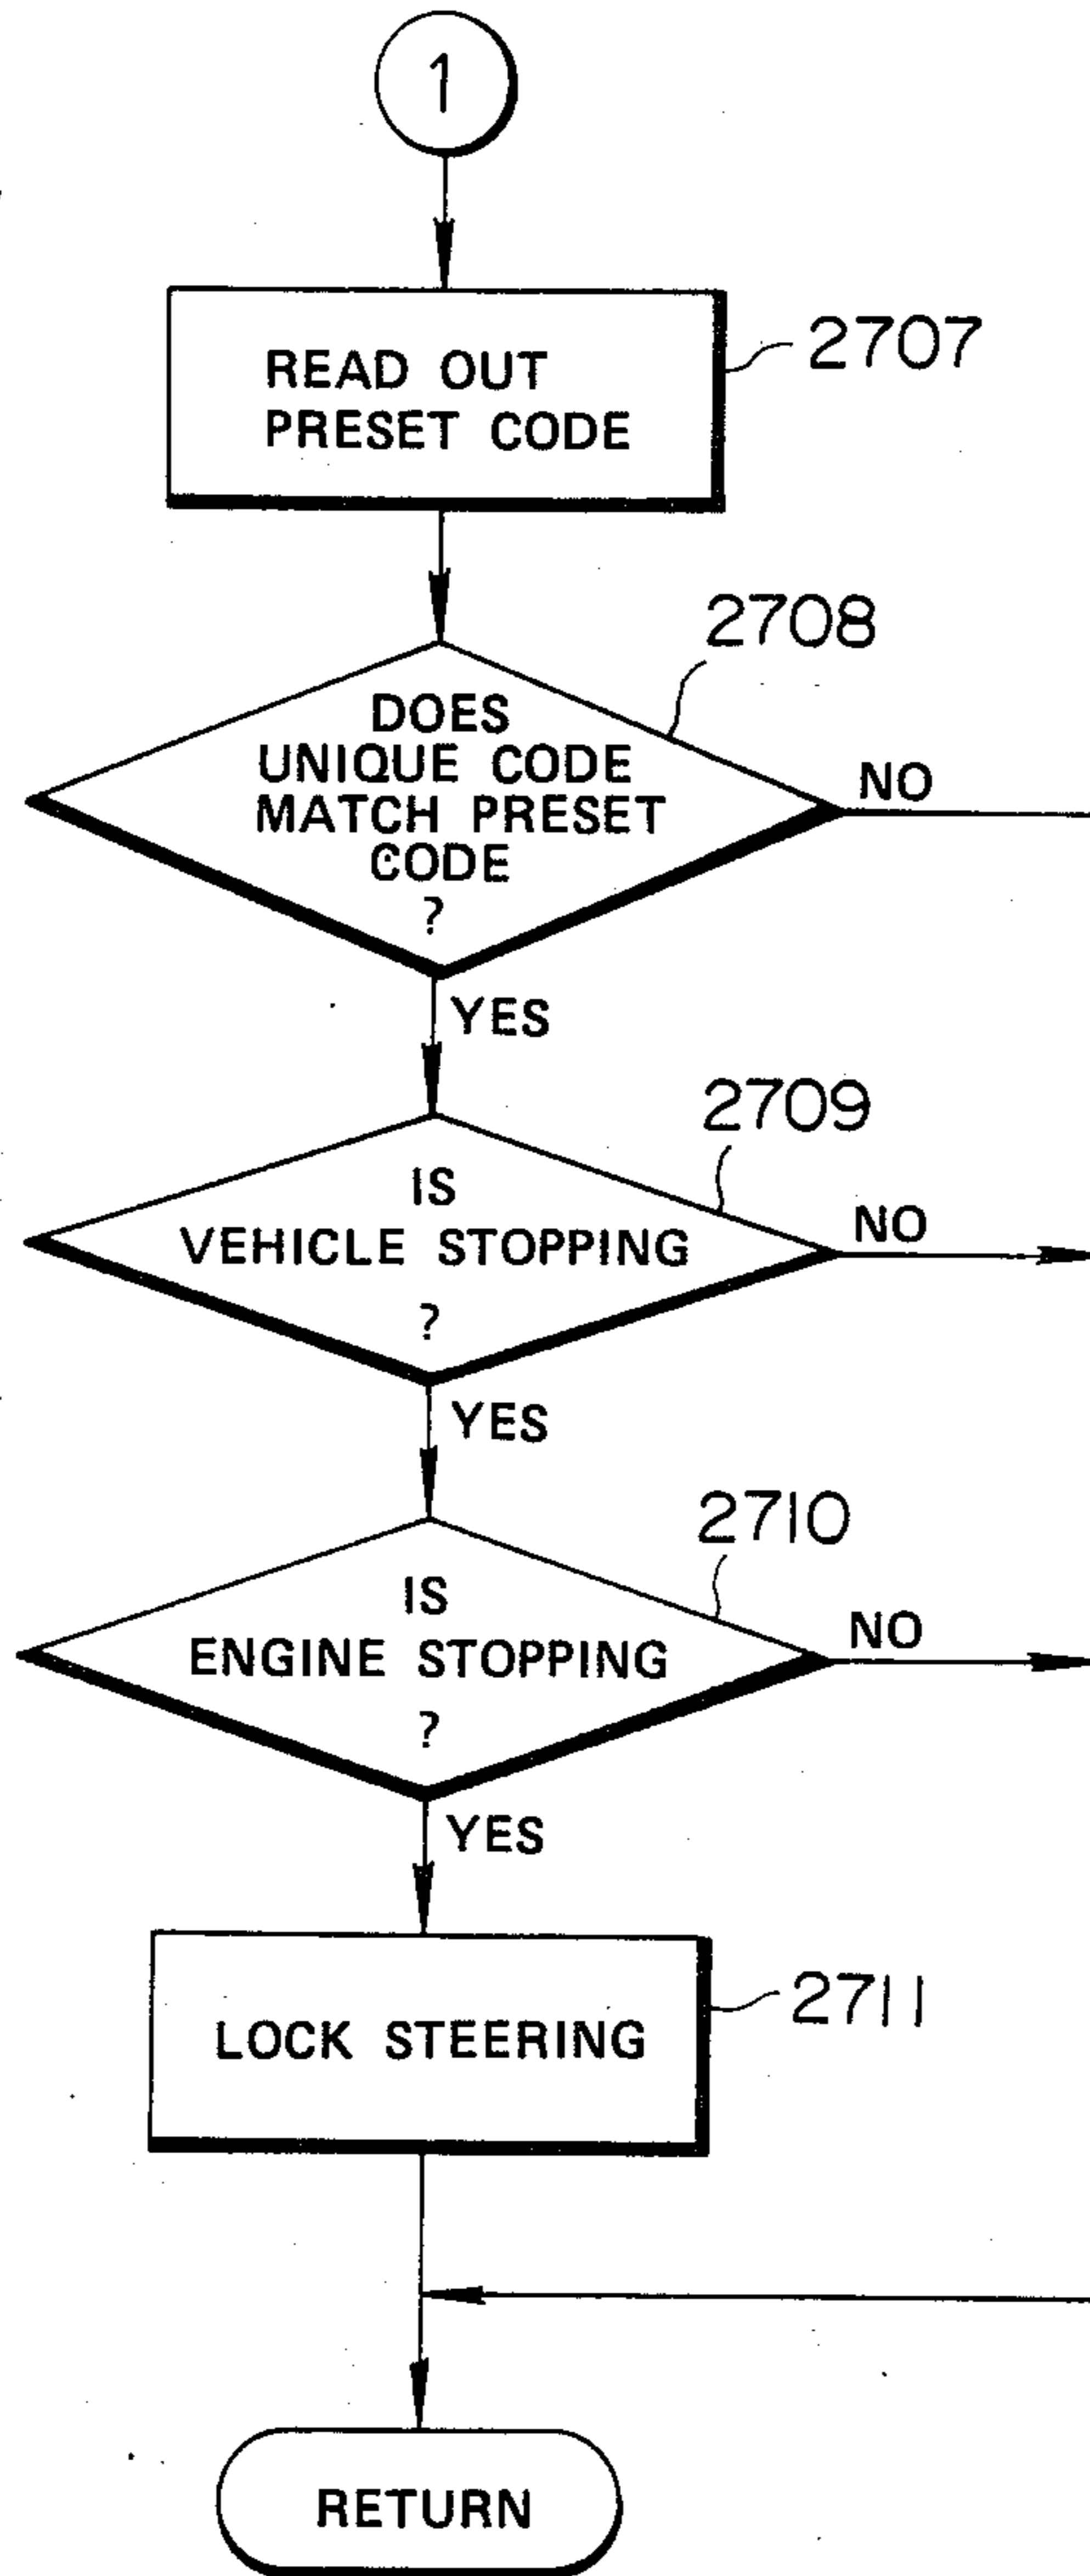 1
READ OUT
PRESET CODE
2707
2708
DOES
UNIQUE CODE
MATCH PRESET
CODE
?
NO
YES
2709
IS
VEHICLE STOPPING
?
NO
YES
2710
IS
ENGINE STOPPING
?
NO
YES
LOCK STEERING
2711
RETURN